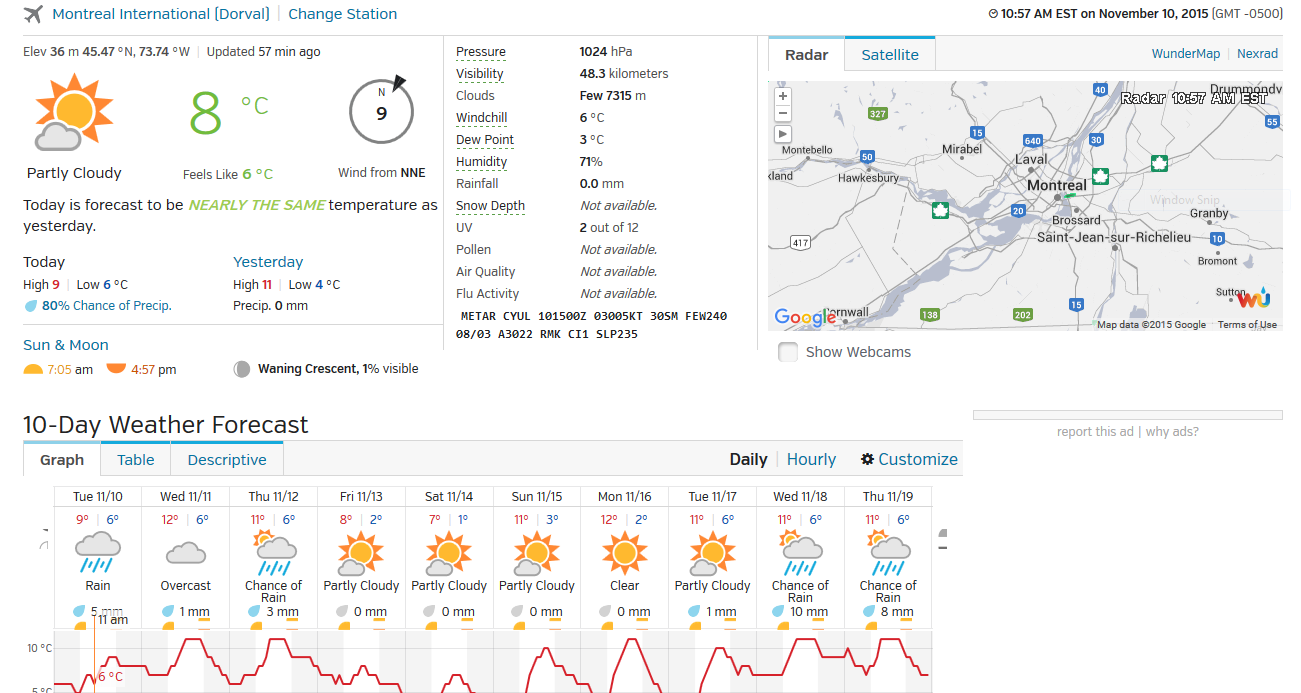 Montreal International (Dorval) | Change Station
10:57 AM EST on November 10, 2015 (GMT -0500)
Elev 36 m 45.47 °N, 73.74 °W | Updated 57 min ago
8 °C
N
9
Partly Cloudy
Feels Like 6 °C
Wind from NNE
Today is forecast to be NEARLY THE SAME temperature as
yesterday.
Today
High 9 | Low 6 °C
80% Chance of Precip.
Yesterday
High 11 | Low 4 °C
Precip. 0 mm
Sun & Moon
7:05 am
4:57 pm
Waning Crescent, 1% visible
Pressure 1024 hPa
Visibility 48.3 kilometers
Clouds Few 7315 m
Windchill 6 °C
Dew Point 3 °C
Humidity 71%
Rainfall 0.0 mm
Snow Depth Not available.
UV 2 out of 12
Pollen Not available.
Air Quality Not available.
Flu Activity Not available.
METAR CYUL 101500Z 03005KT 30SM FEW240
08/03 A3022 RMK CI1 SLP235
Radar
Satellite
WunderMap | Nexrad
+
−
Radar 10:57 AM EST
Drummondv
40
327
55
15
640
30
Montebello
50
Mirabel
Laval
kland
Hawkesbury
Montreal
20
Window Snip
Brossard
Granby
417
Saint-Jean-sur-Richelieu
10
Bromont
Sutton
WU
15
Google
rnwall
138
202
Map data ©2015 Google
Terms of Use
Show Webcams
10-Day Weather Forecast
report this ad | why ads?
Graph
Table
Descriptive
Daily | Hourly
Customize
Tue 11/10 Wed 11/11 Thu 11/12 Fri 11/13 Sat 11/14 Sun 11/15 Mon 11/16 Tue 11/17 Wed 11/18 Thu 11/19
9° | 6° 12° | 6° 11° | 6° 8° | 2° 7° | 1° 11° | 3° 12° | 2° 11° | 6° 11° | 6° 11° | 6°
Rain Overcast Chance of Partly Cloudy Partly Cloudy Partly Cloudy Clear Partly Cloudy Chance of Chance of
Rain Rain Rain
5 mm 1 mm 3 mm 0 mm 0 mm 0 mm 0 mm 1 mm 10 mm 8 mm
11 am
10 °C
6 °C
5 °C